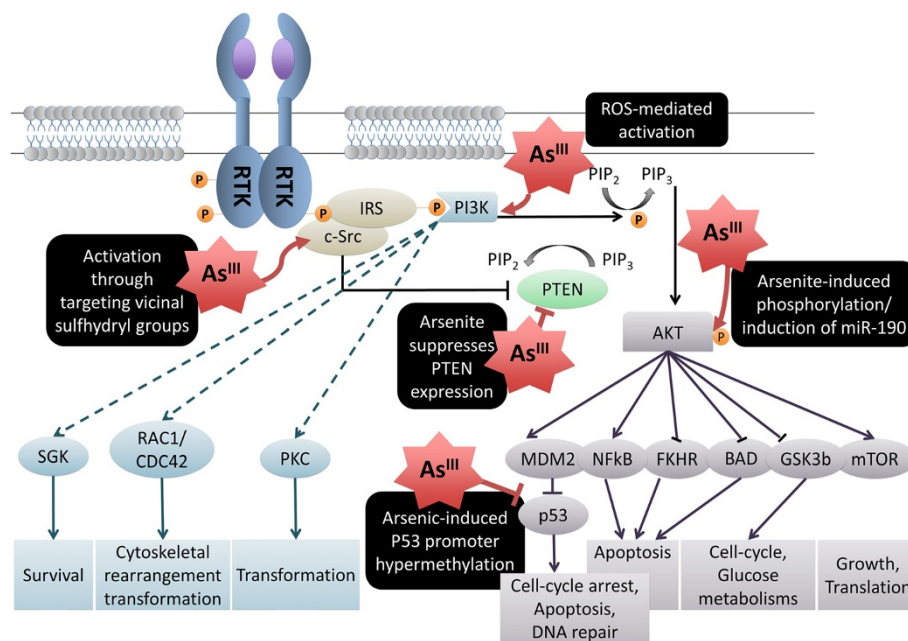 ROS-mediated
activation
As^III
PIP2
PIP3
P
RTK
RTK
P
P
P
IRS
P
PI3K
c-Src
As^III
Activation
through
targeting vicinal
sulfhydryl groups
As^III
PIP2
PIP3
PTEN
Arsenite
suppresses
PTEN
expression
As^III
Arsenite-induced
phosphorylation/
induction of miR-190
AKT
P
SGK
RAC1/
CDC42
PKC
MDM2
NFkB
FKHR
BAD
GSK3b
mTOR
As^III
Arsenic-induced
P53 promoter
hypermethylation
p53
Survival
Cytoskeletal
rearrangement
transformation
Transformation
Cell-cycle arrest,
Apoptosis,
DNA repair
Apoptosis
Cell-cycle,
Glucose
metabolisms
Growth,
Translation